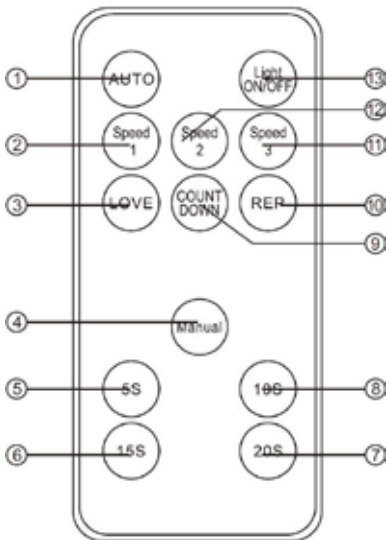 ① AUTO Light ON/OFF ⑬
⑫
② Speed 1 Speed 2 Speed 3 ⑪
③ LOVE COUNT DOWN REP ⑩
⑨
④ Manual
⑤ 5S 10S ⑧
⑥ 15S 20S ⑦